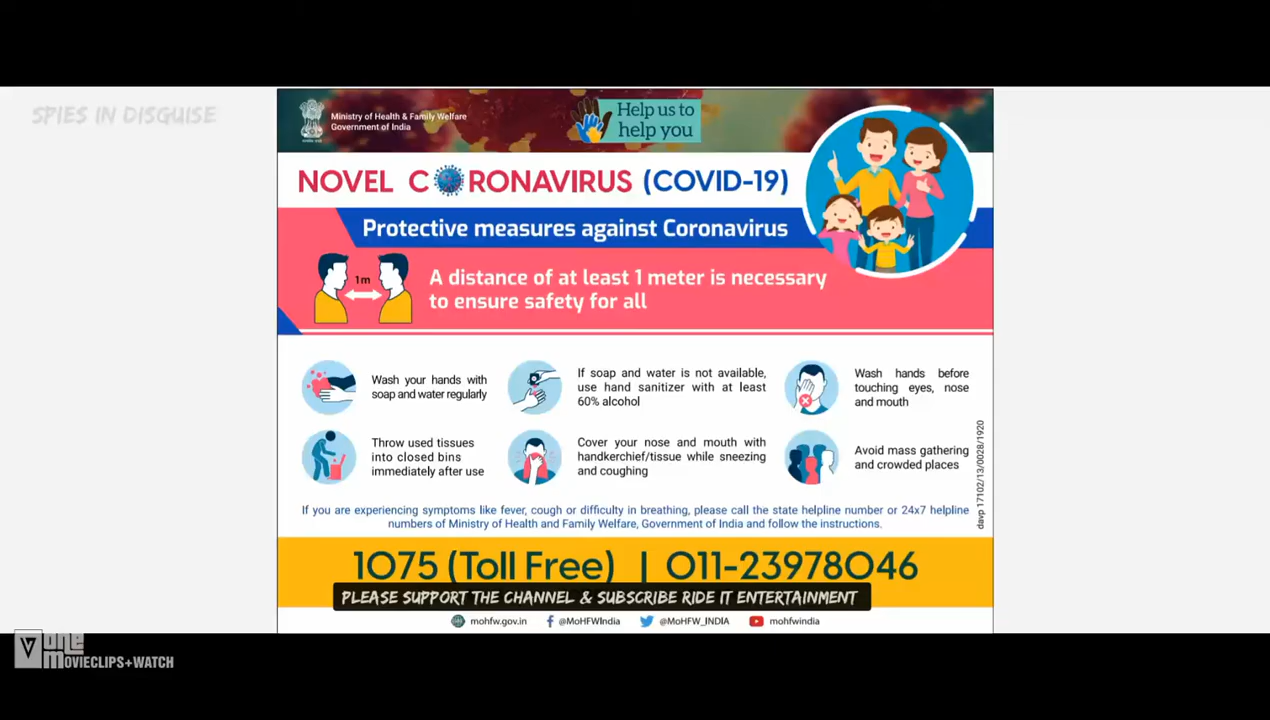 SPIES IN DISGUISE
Ministry of Health & Family Welfare
Government of India
Help us to
help you
NOVEL CORONAVIRUS (COVID-19)
Protective measures against Coronavirus
1m
A distance of at least 1 meter is necessary
to ensure safety for all
Wash your hands with
soap and water regularly
If soap and water is not available,
use hand sanitizer with at least
60% alcohol
Wash hands before
touching eyes, nose
and mouth
Throw used tissues
into closed bins
immediately after use
Cover your nose and mouth with
handkerchief/tissue while sneezing
and coughing
Avoid mass gathering
and crowded places
davp 17102/13/0028/1920
If you are experiencing symptoms like fever, cough or difficulty in breathing, please call the state helpline number or 24x7 helpline
numbers of Ministry of Health and Family Welfare, Government of India and follow the instructions.
1075 (Toll Free) | 011-23978046
PLEASE SUPPORT THE CHANNEL & SUBSCRIBE RIDE IT ENTERTAINMENT
mohfw.gov.in @MoHFWIndia @MoHFW_INDIA mohfwindia
V ONE
MOVIECLIPS+WATCH